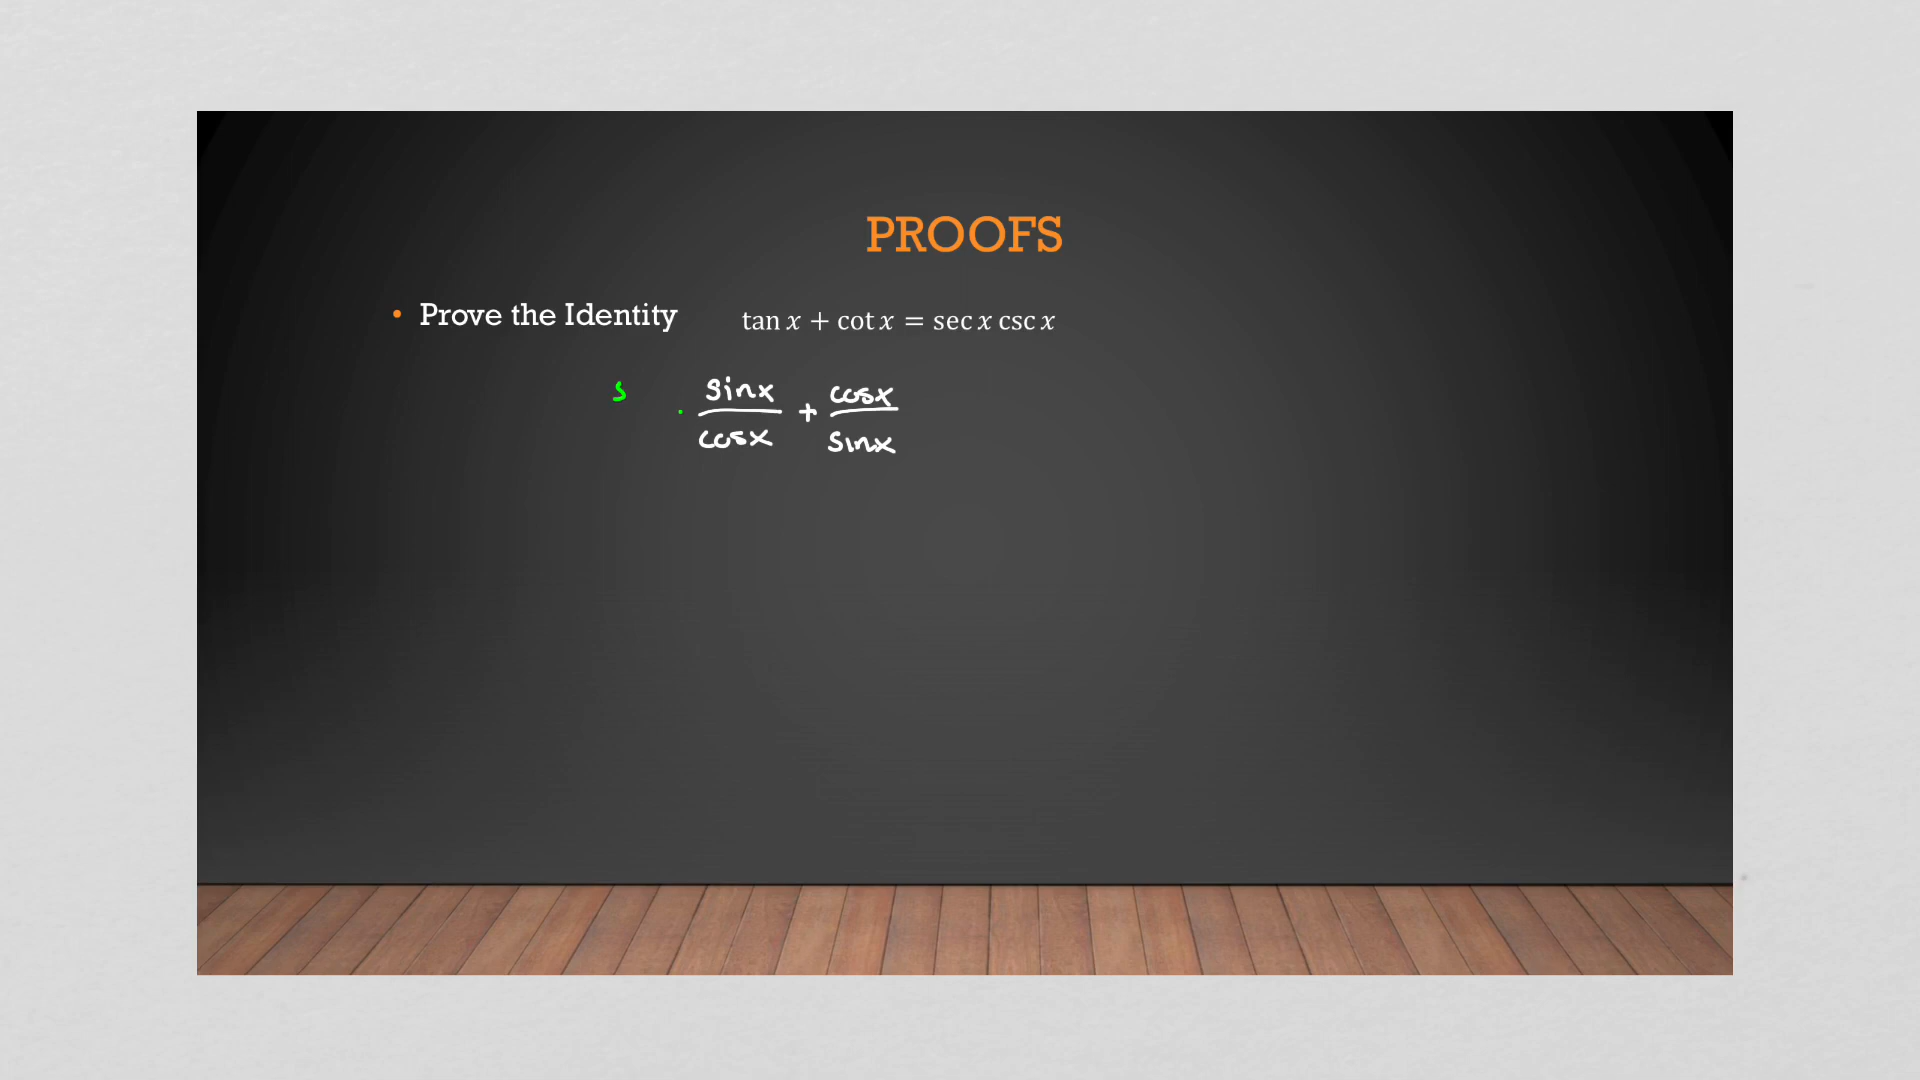 PROOFS
• Prove the Identity tan x + cot x = sec x csc x
s · sinx/cosx + cosx/sinx